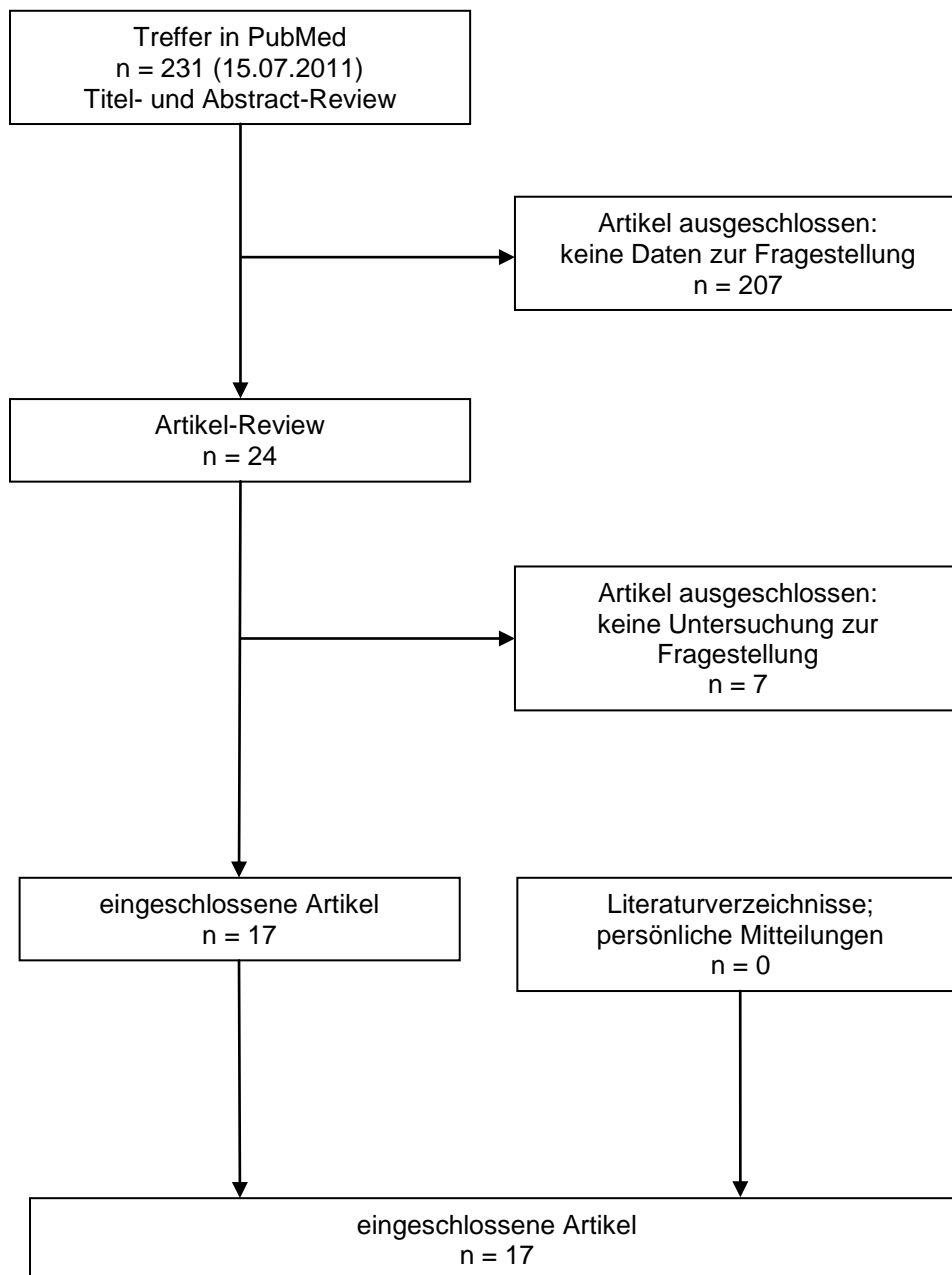 Treffer in PubMed
n = 231 (15.07.2011)
Titel- und Abstract-Review
Artikel ausgeschlossen:
keine Daten zur Fragestellung
n = 207
Artikel-Review
n = 24
Artikel ausgeschlossen:
keine Untersuchung zur
Fragestellung
n = 7
eingeschlossene Artikel
n = 17
Literaturverzeichnisse;
persönliche Mitteilungen
n = 0
eingeschlossene Artikel
n = 17